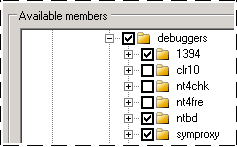 Available members
debuggers
1394
clr10
nt4chk
nt4fre
ntbd
symproxy